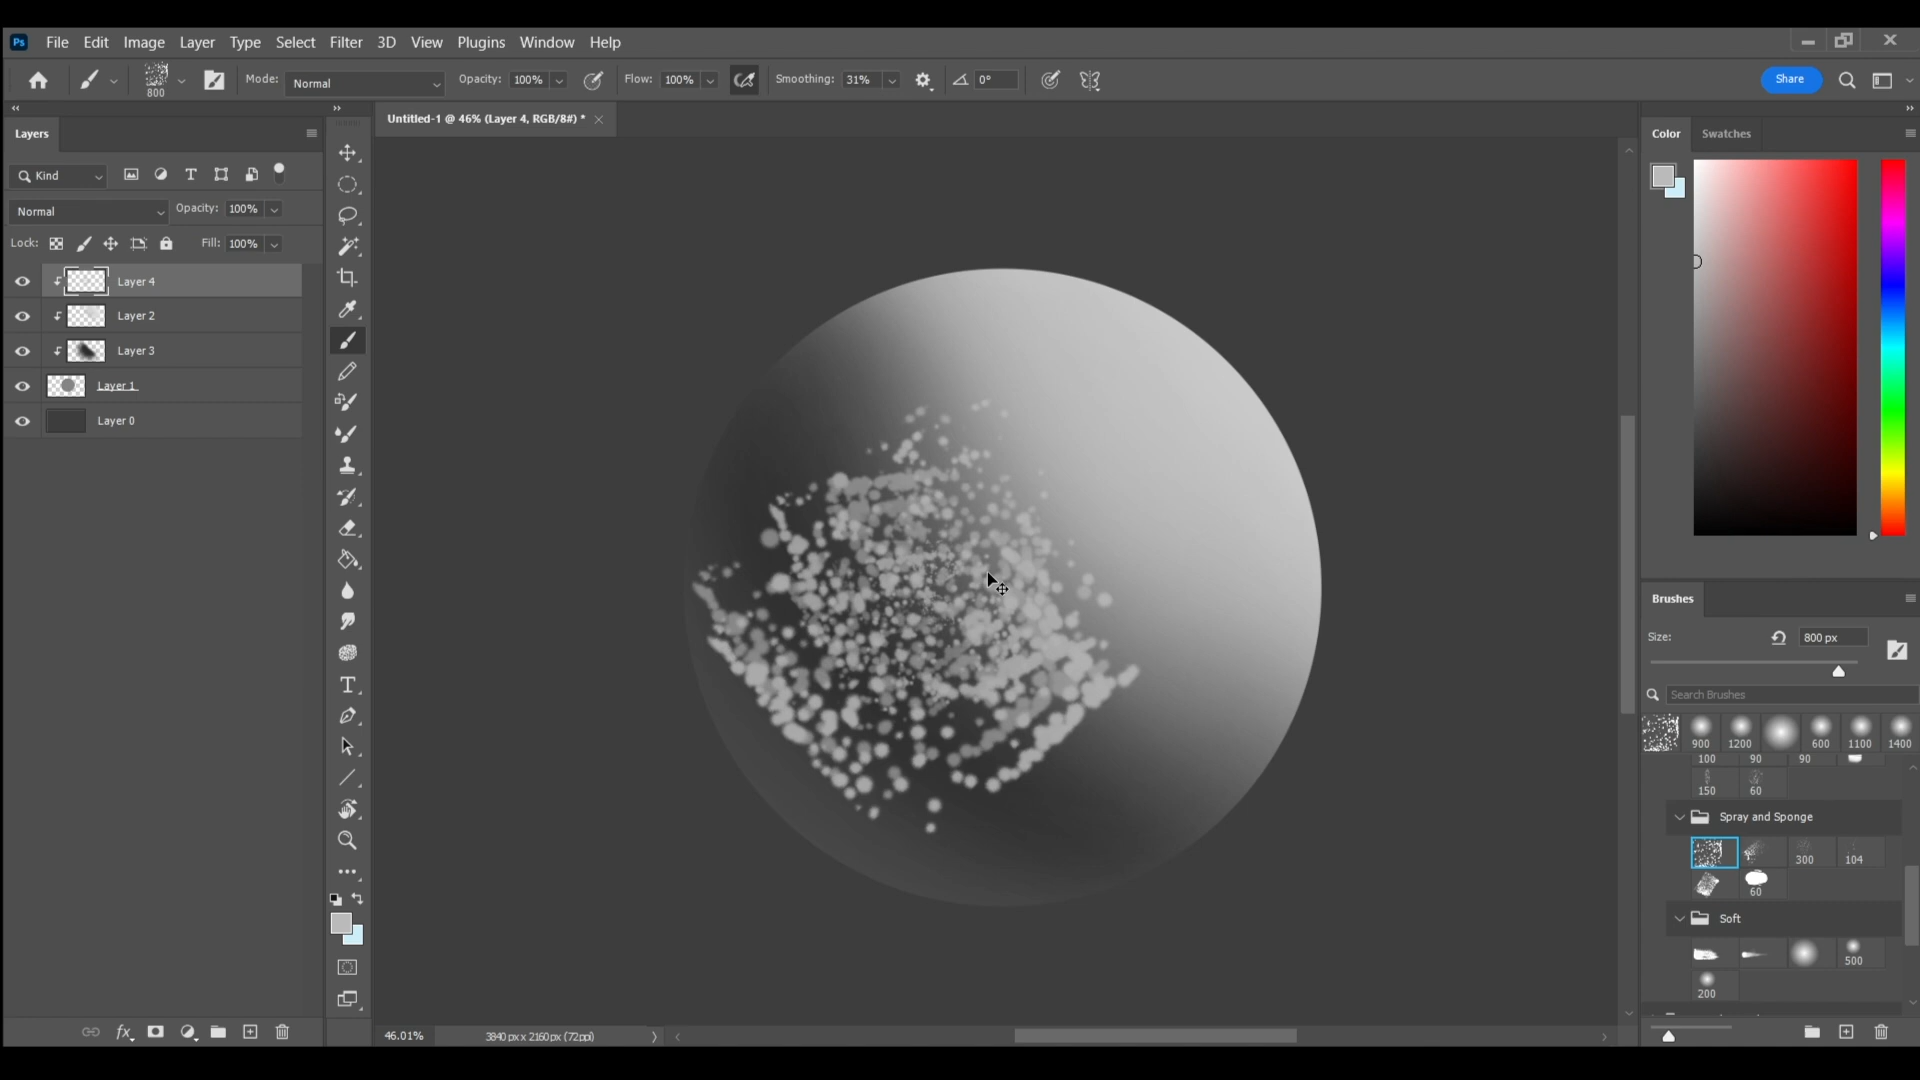 Ps File Edit Image Layer Type Select Filter 3D View Plugins Window Help
800 Mode: Normal Opacity: 100% Flow: 100% Smoothing: 31% 0° Share
Layers
Untitled-1 @ 46% (Layer 4, RGB/8#) *
Color Swatches
Kind
Normal Opacity: 100%
Lock: Fill: 100%
Layer 4
Layer 2
Layer 3
Layer 1
Layer 0
Brushes
Size: 800 px
Search Brushes
900 1200 600 1100 1400
100 90 90
150 60
Spray and Sponge
300 104
60
Soft
500
200
fx
46.01% 3840 px x 2160 px (72 ppi)